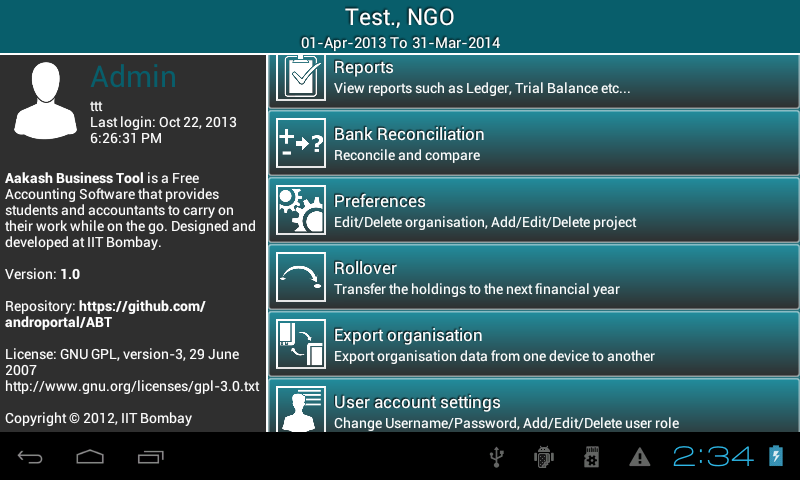 Test., NGO
01-Apr-2013 To 31-Mar-2014
Admin
ttt
Last login: Oct 22, 2013
6:26:31 PM
Aakash Business Tool is a Free
Accounting Software that provides
students and accountants to carry on
their work while on the go. Designed and
developed at IIT Bombay.
Version: 1.0
Repository: https://github.com/
androportal/ABT
License: GNU GPL, version-3, 29 June
2007
http://www.gnu.org/licenses/gpl-3.0.txt
Copyright © 2012, IIT Bombay
Reports
View reports such as Ledger, Trial Balance etc...
Bank Reconciliation
Reconcile and compare
Preferences
Edit/Delete organisation, Add/Edit/Delete project
Rollover
Transfer the holdings to the next financial year
Export organisation
Export organisation data from one device to another
User account settings
Change Username/Password, Add/Edit/Delete user role
2:34